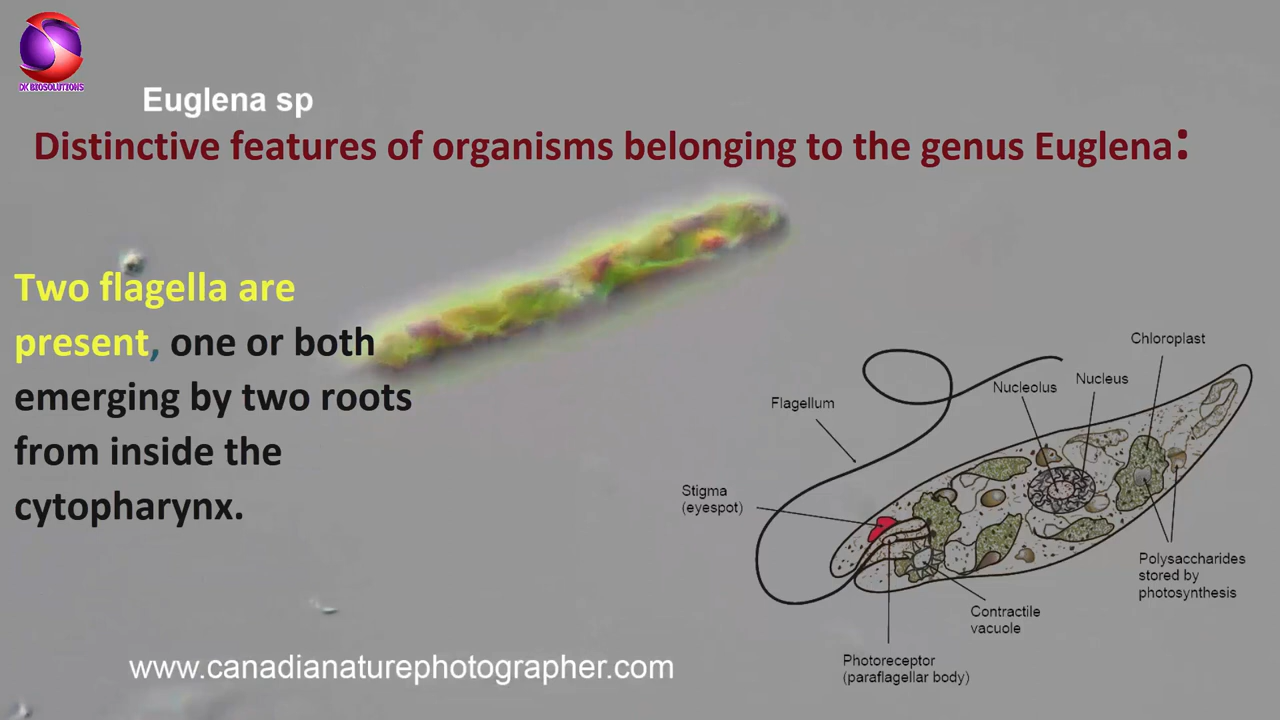 DK BIOSOLUTIONS
Euglena sp
Distinctive features of organisms belonging to the genus Euglena:
Two flagella are
present, one or both
emerging by two roots
from inside the
cytopharynx.
Chloroplast
Nucleus
Nucleolus
Flagellum
Stigma
(eyespot)
Polysaccharides
stored by
photosynthesis
Contractile
vacuole
Photoreceptor
(paraflagellar body)
www.canadianaturephotographer.com